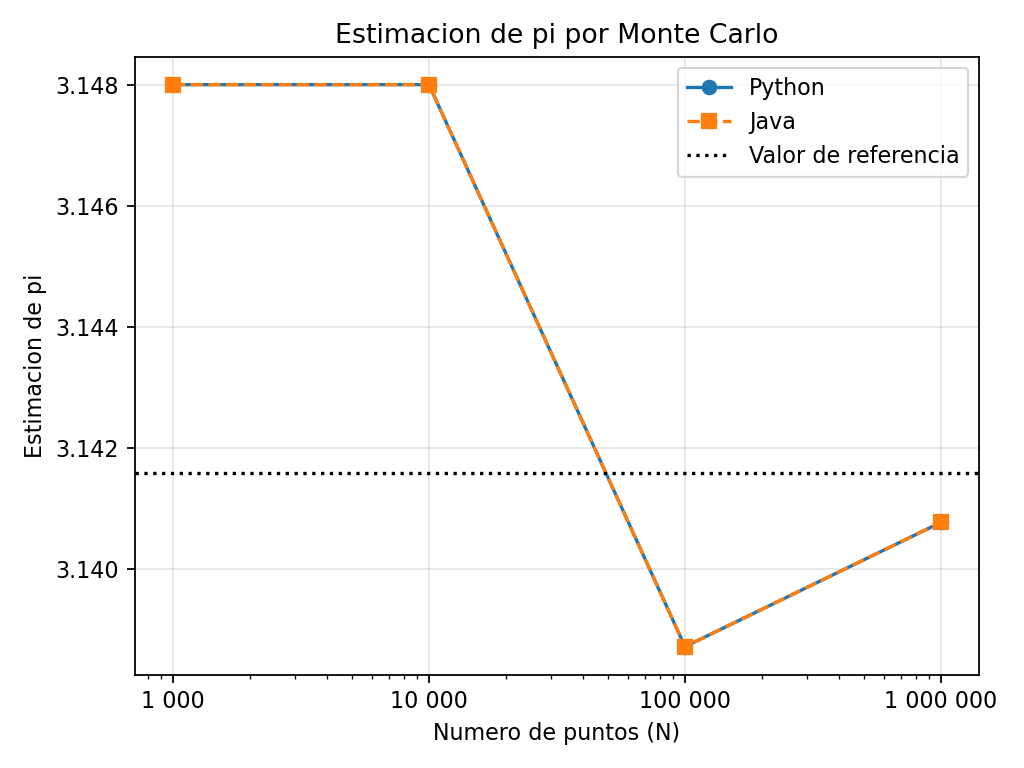 Estimacion de pi por Monte Carlo
Python
Java
Valor de referencia
Estimacion de pi
3.148
3.146
3.144
3.142
3.140
1 000
10 000
100 000
1 000 000
Numero de puntos (N)